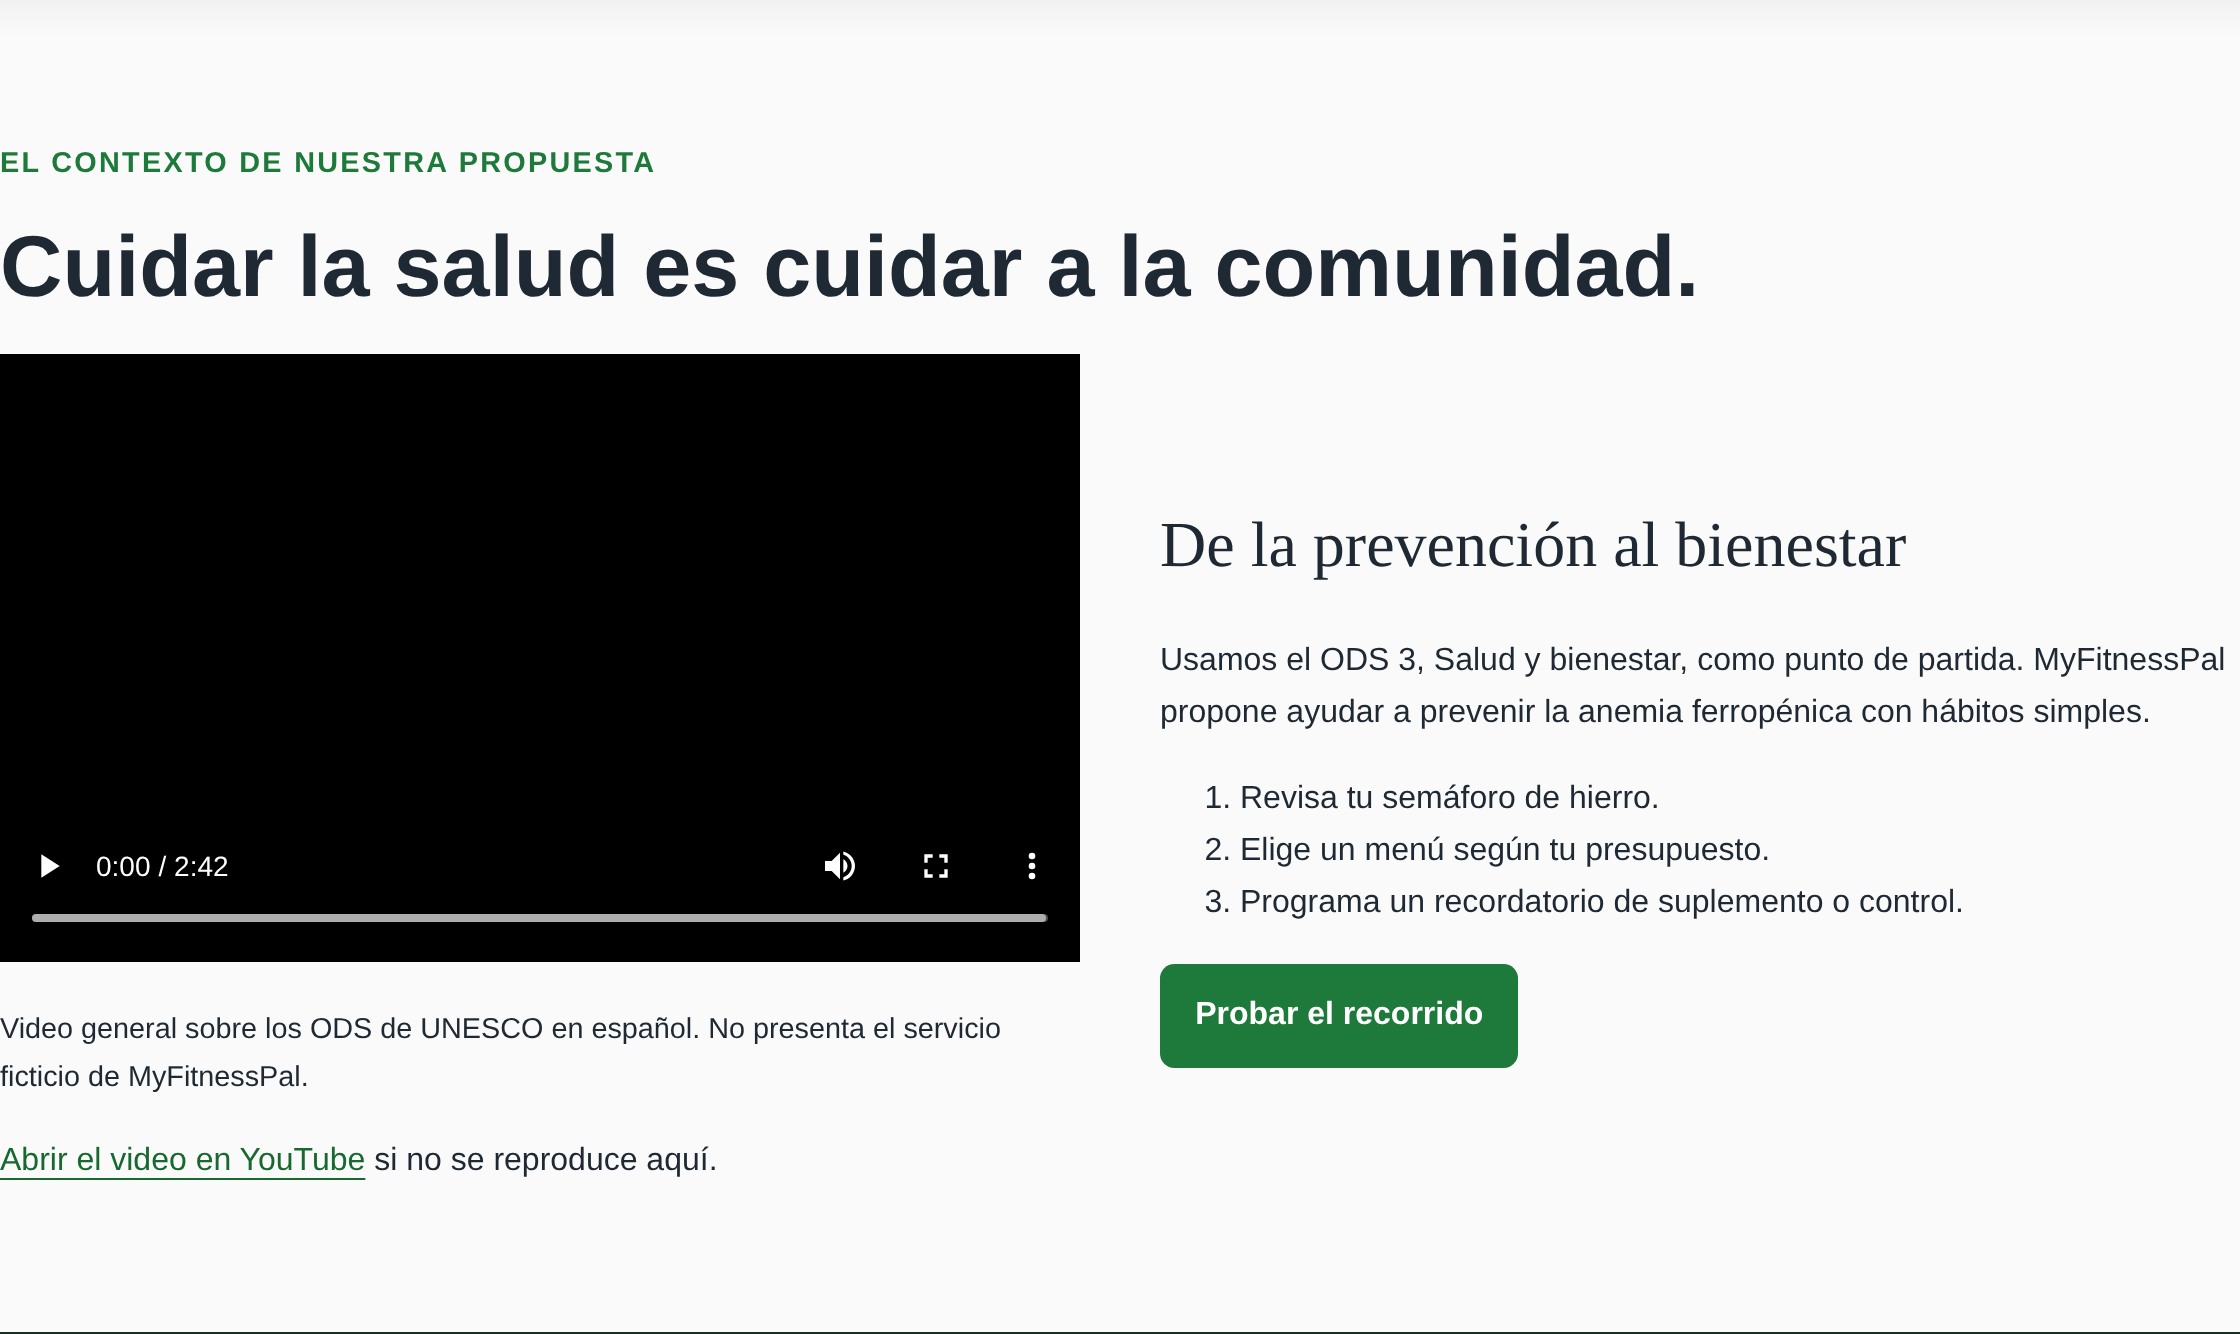 EL CONTEXTO DE NUESTRA PROPUESTA
Cuidar la salud es cuidar a la comunidad.
0:00 / 2:42
Video general sobre los ODS de UNESCO en español. No presenta el servicio
ficticio de MyFitnessPal.
Abrir el video en YouTube si no se reproduce aquí.
De la prevención al bienestar
Usamos el ODS 3, Salud y bienestar, como punto de partida. MyFitnessPal
propone ayudar a prevenir la anemia ferropénica con hábitos simples.
1. Revisa tu semáforo de hierro.
2. Elige un menú según tu presupuesto.
3. Programa un recordatorio de suplemento o control.
Probar el recorrido